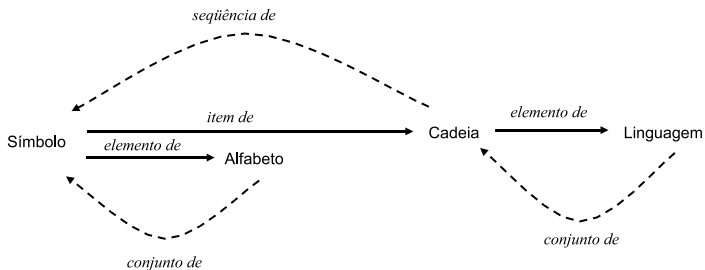 seqüência de
item de
elemento de
Símbolo
Cadeia
Linguagem
elemento de
Alfabeto
conjunto de
conjunto de